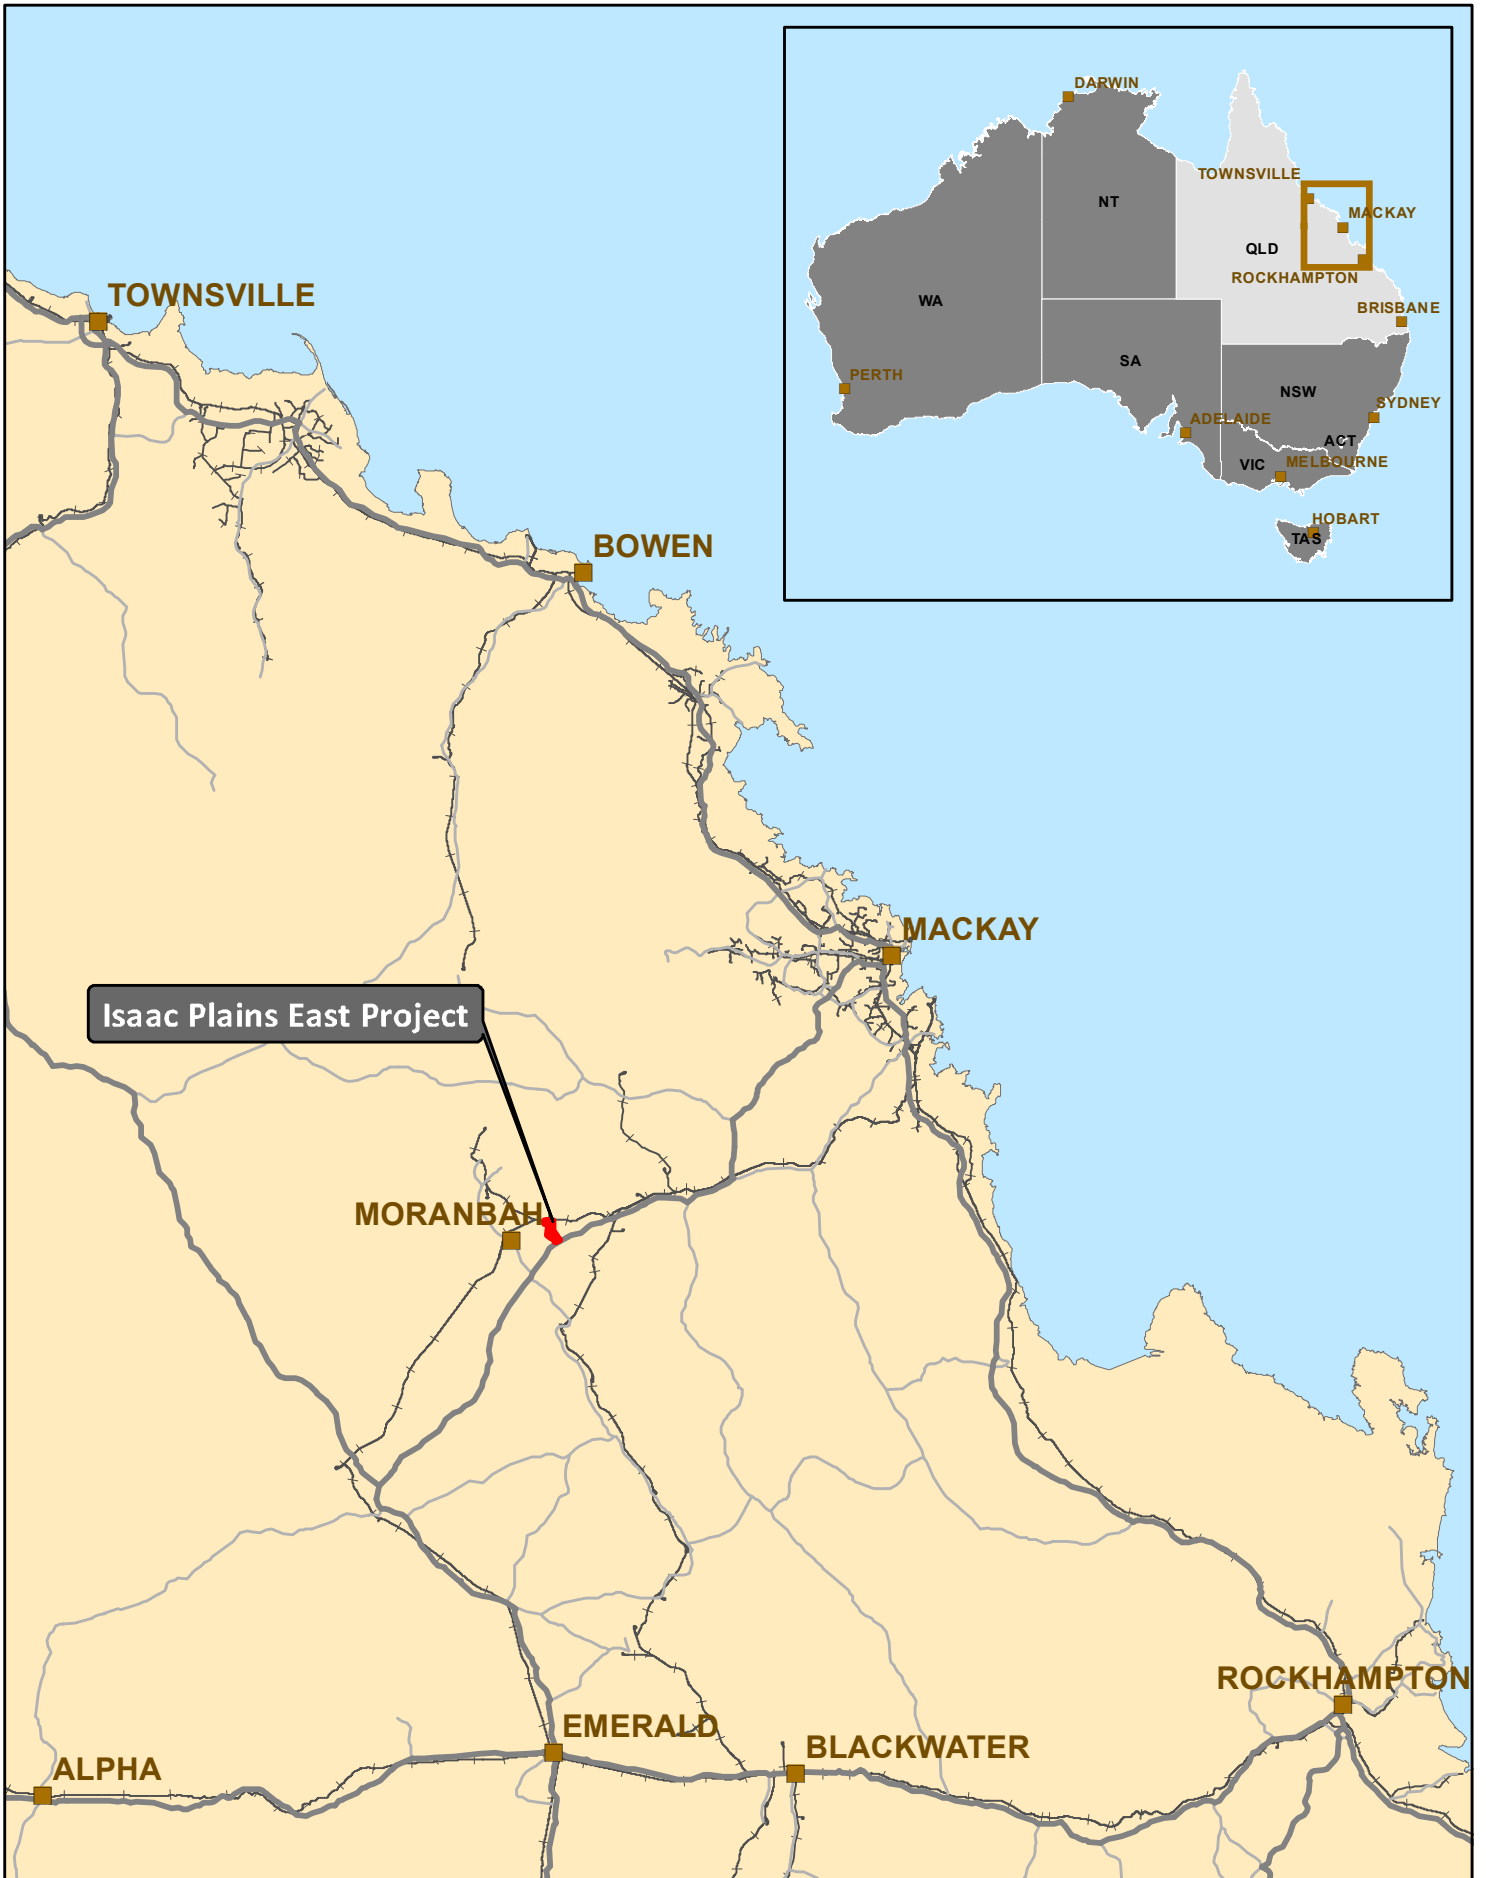 DARWIN
TOWNSVILLE
NT
MACKAY
QLD
ROCKHAMPTON
WA
BRISBANE
SA
PERTH
NSW
SYDNEY
ADELAIDE
ACT
VIC
MELBOURNE
HOBART
TAS
TOWNSVILLE
BOWEN
MACKAY
Isaac Plains East Project
MORANBAH
ROCKHAMPTON
EMERALD
BLACKWATER
ALPHA